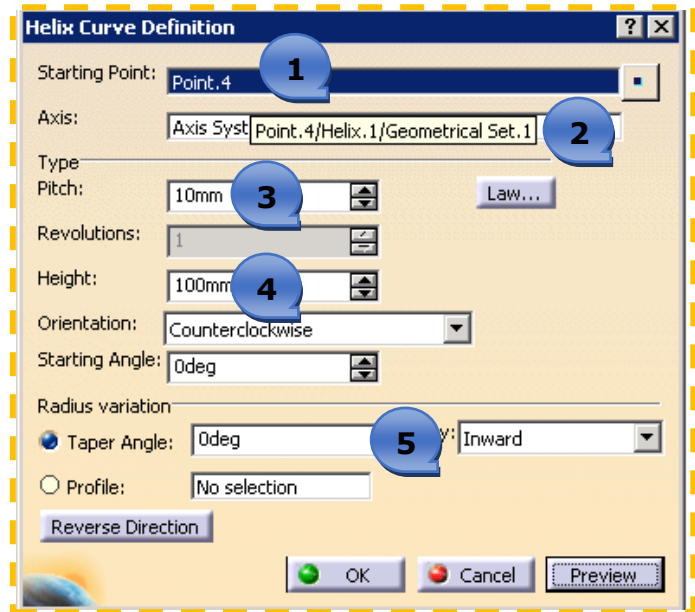 Helix Curve Definition ? X
Starting Point: Point.4 1
Axis: Axis Syst Point.4/Helix.1/Geometrical Set.1 2
Type
Pitch: 10mm 3 Law...
Revolutions: 1
Height: 100mm 4
Orientation: Counterclockwise
Starting Angle: 0deg
Radius variation
Taper Angle: 0deg 5 y: Inward
Profile: No selection
Reverse Direction
OK Cancel Preview